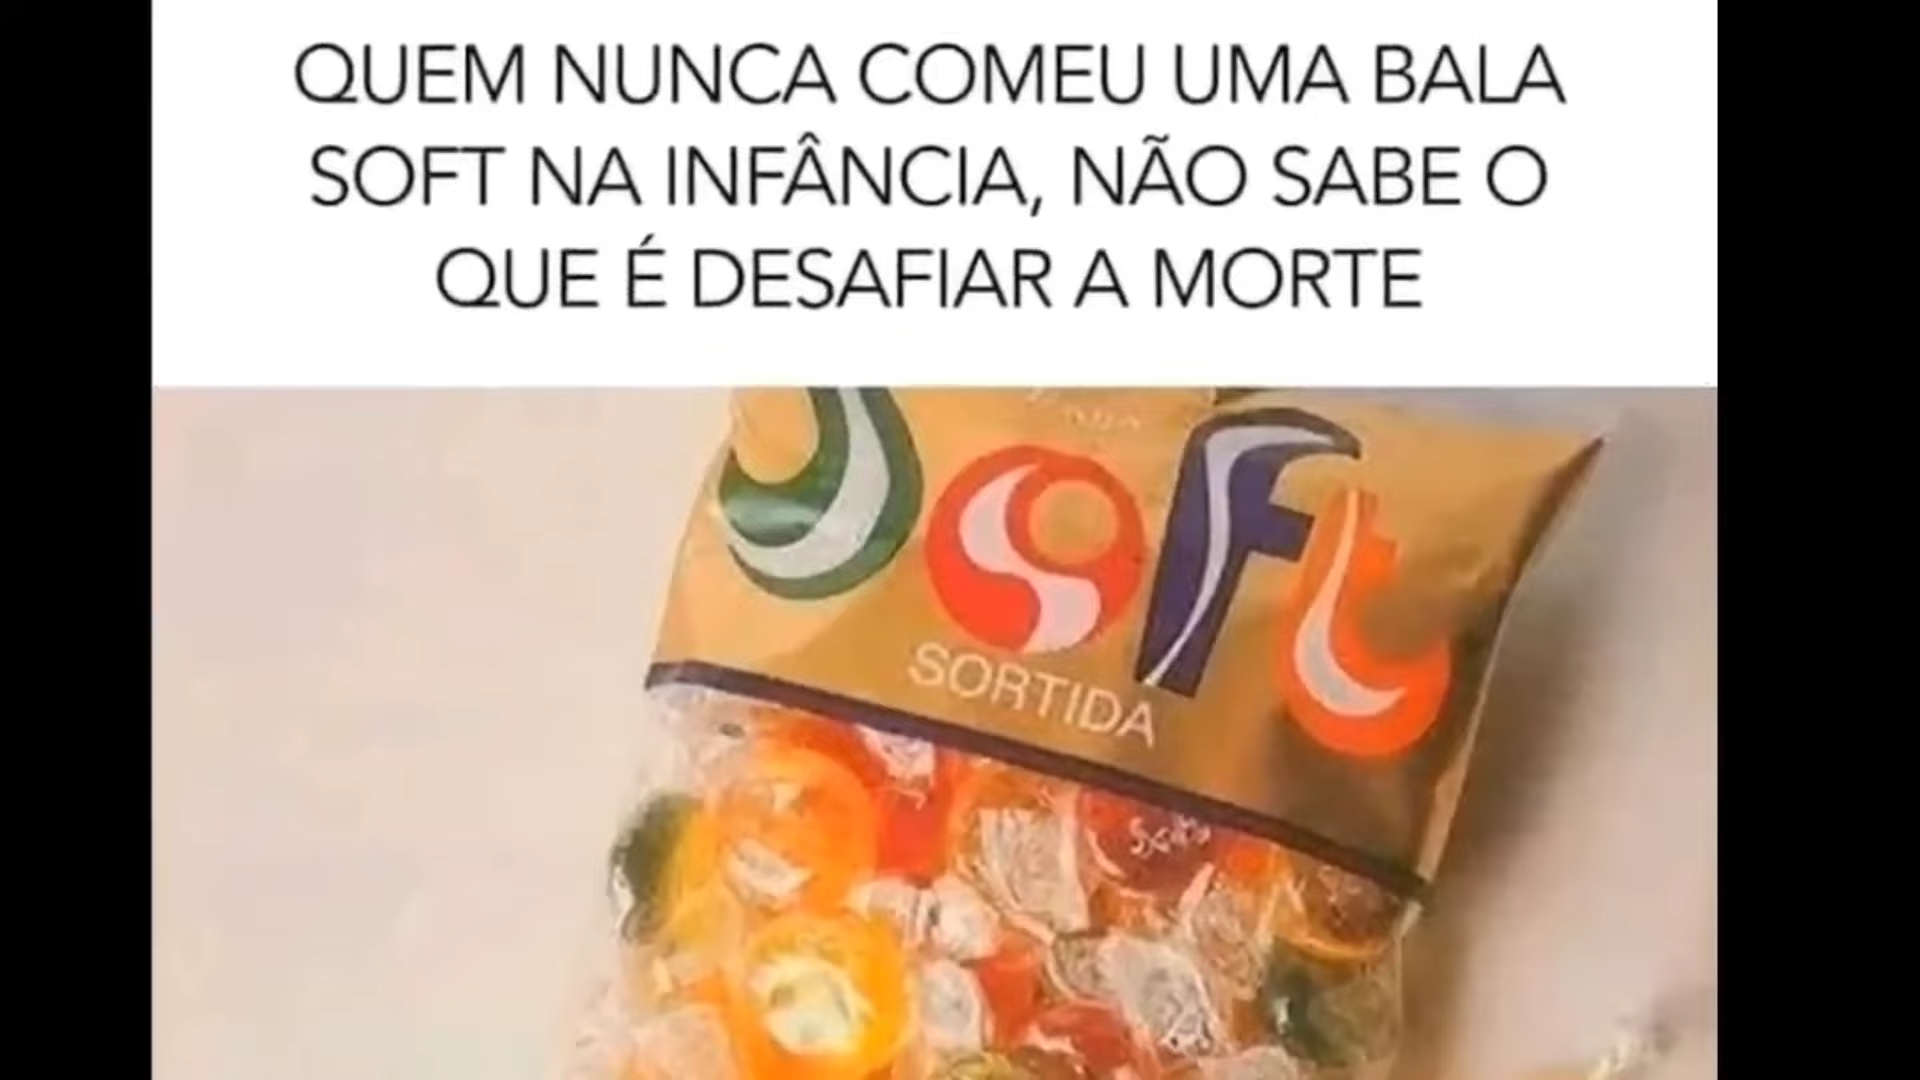 QUEM NUNCA COMEU UMA BALA
SOFT NA INFÂNCIA, NÃO SABE O
QUE É DESAFIAR A MORTE
Soft
SORTIDA